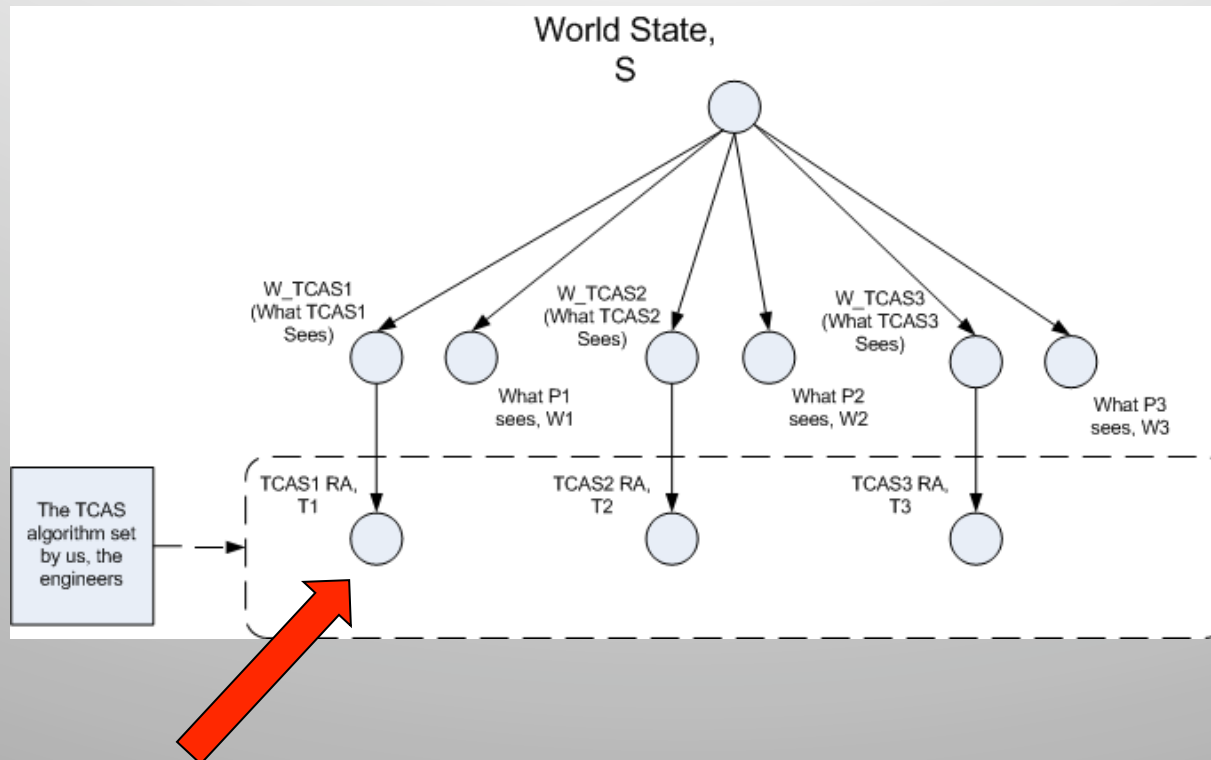 World State,
S
W_TCAS1
(What TCAS1
Sees)
What P1
sees, W1
W_TCAS2
(What TCAS2
Sees)
What P2
sees, W2
W_TCAS3
(What TCAS3
Sees)
What P3
sees, W3
The TCAS
algorithm set
by us, the
engineers
TCAS1 RA,
T1
TCAS2 RA,
T2
TCAS3 RA,
T3